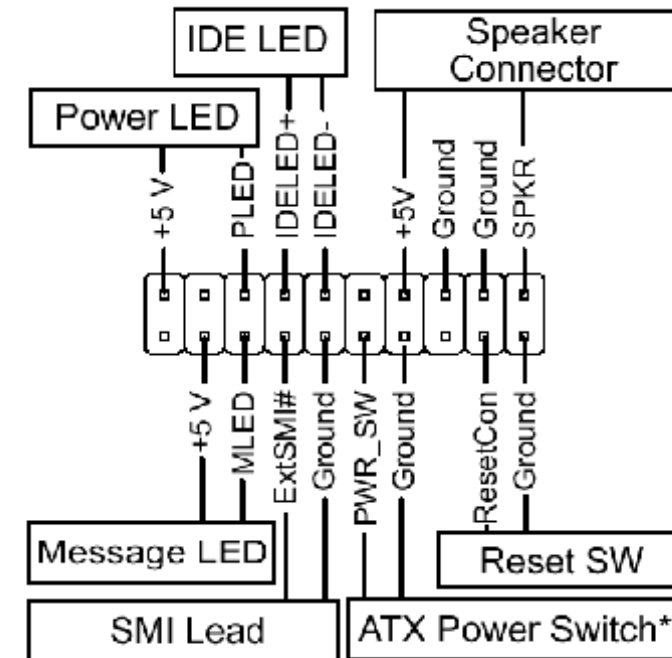 IDE LED
Speaker
Connector
Power LED
+5 V
PLED-
IDELED+
IDELED-
+5V
Ground
Ground
SPKR
+5 V
MLED
ExtSMI#
Ground
PWR_SW
Ground
ResetCon
Ground
Message LED
Reset SW
SMI Lead
ATX Power Switch*